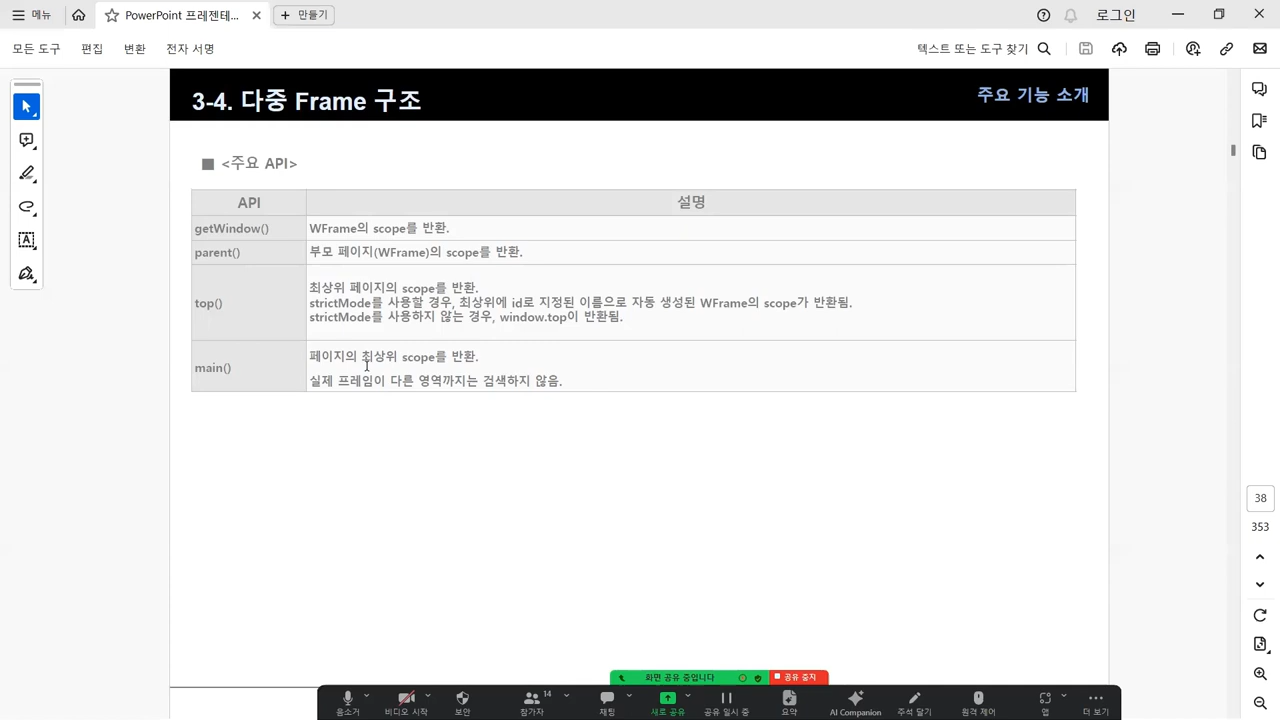 메뉴
PowerPoint 프레젠테...
만들기
로그인
모든 도구
편집
변환
전자 서명
텍스트 또는 도구 찾기
3-4. 다중 Frame 구조
주요 기능 소개
■ <주요 API>
API
설명
getWindow()
WFrame의 scope를 반환.
parent()
부모 페이지(WFrame)의 scope를 반환.
top()
최상위 페이지의 scope를 반환.
strictMode를 사용할 경우, 최상위에 id로 지정된 이름으로 자동 생성된 WFrame의 scope가 반환됨.
strictMode를 사용하지 않는 경우, window.top이 반환됨.
main()
페이지의 최상위 scope를 반환.
실제 프레임이 다른 영역까지는 검색하지 않음.
38
353
화면 공유 중입니다
공유 중지
음소거
비디오 시작
보안
참가자
14
채팅
새로 공유
공유 일시 중
요약
AI Companion
주석 달기
원격 제어
앱
더 보기